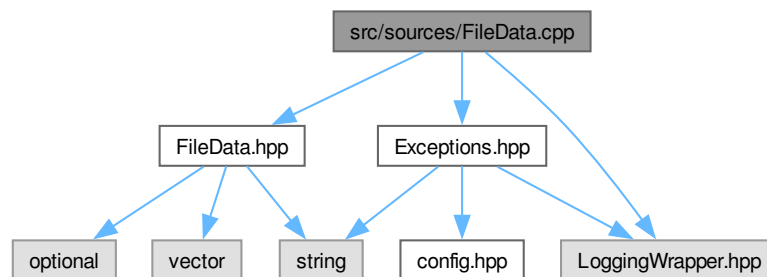 src/sources/FileData.cpp
FileData.hpp
Exceptions.hpp
optional
vector
string
config.hpp
LoggingWrapper.hpp